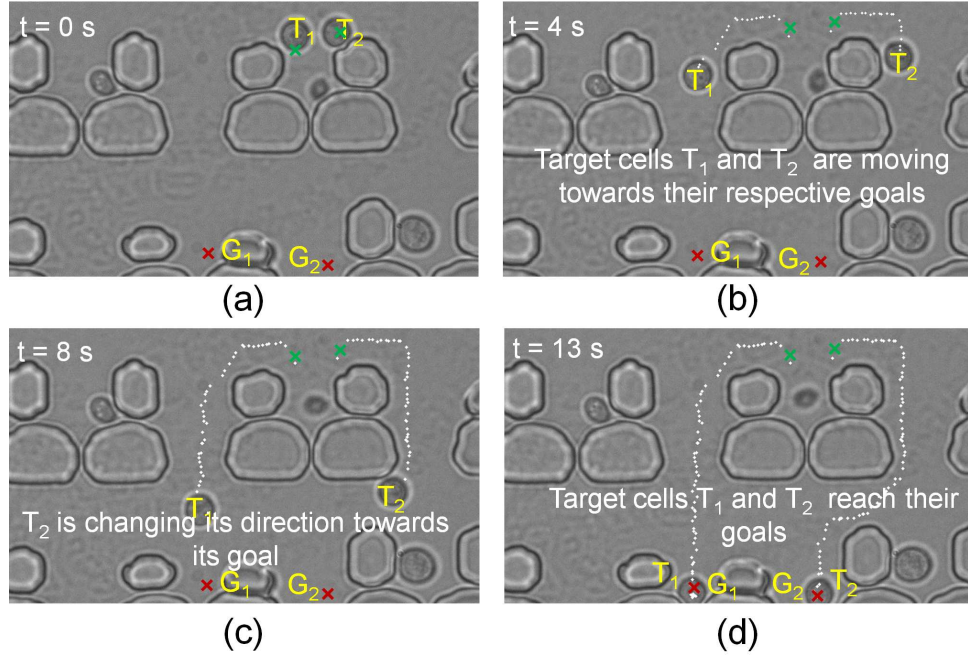 t = 0 s
T1
T2
G1
G2
(a)
t = 4 s
T1
T2
Target cells T1 and T2 are moving
towards their respective goals
G1
G2
(b)
t = 8 s
T1
T2
T2 is changing its direction towards
its goal
G1
G2
(c)
t = 13 s
Target cells T1 and T2 reach their
goals
T1
G1
G2
T2
(d)